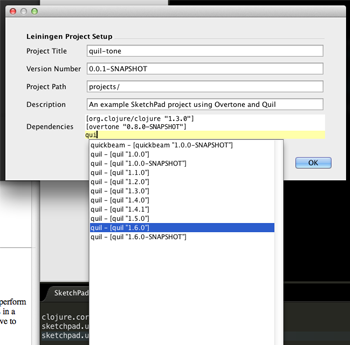 Leiningen Project Setup
Project Title
quil-tone
Version Number
0.0.1-SNAPSHOT
Project Path
projects/
Description
An example SketchPad project using Overtone and Quil
Dependencies
[org.clojure/clojure "1.3.0"]
[overtone "0.8.0-SNAPSHOT"]
qui
OK
quickbeam - [quickbeam "1.0.0-SNAPSHOT"]
quil - [quil "1.0.0"]
quil - [quil "1.0.0-SNAPSHOT"]
quil - [quil "1.1.0"]
quil - [quil "1.2.0"]
quil - [quil "1.3.0"]
quil - [quil "1.4.0"]
quil - [quil "1.4.1"]
quil - [quil "1.5.0"]
quil - [quil "1.6.0"]
quil - [quil "1.6.0-SNAPSHOT"]
perform
s in a
ve to
SketchPad
clojure.cor
sketchpad.u
sketchpad.u